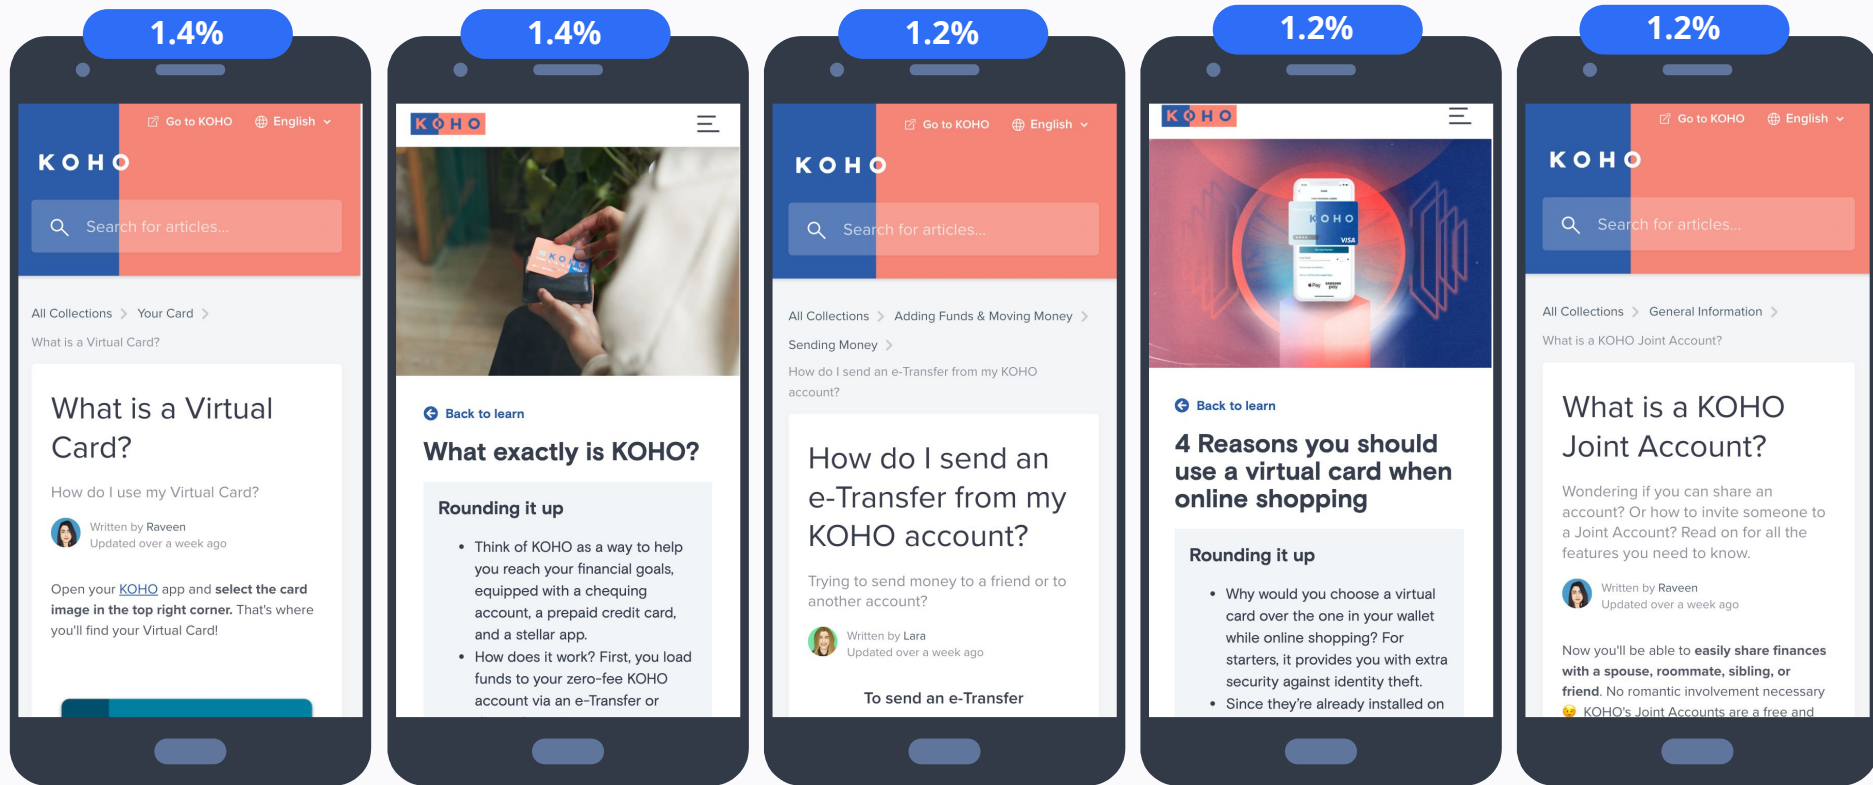 1.4%
Go to KOHO English
KOHO
Search for articles...
All Collections Your Card
What is a Virtual Card?
What is a Virtual
Card?
How do I use my Virtual Card?
Written by Raveen
Updated over a week ago
Open your KOHO app and select the card
image in the top right corner. That's where
you'll find your Virtual Card!
1.4%
KOHO
KOHO
Back to learn
What exactly is KOHO?
Rounding it up
• Think of KOHO as a way to help
you reach your financial goals,
equipped with a chequing
account, a prepaid credit card,
and a stellar app.
• How does it work? First, you load
funds to your zero-fee KOHO
account via an e-Transfer or
1.2%
Go to KOHO English
KOHO
Search for articles...
All Collections Adding Funds & Moving Money
Sending Money
How do I send an e-Transfer from my KOHO
account?
How do I send an
e-Transfer from my
KOHO account?
Trying to send money to a friend or to
another account?
Written by Lara
Updated over a week ago
To send an e-Transfer
1.2%
KOHO
KOHO
VISA
Pay SAMSUNG pay
Back to learn
4 Reasons you should
use a virtual card when
online shopping
Rounding it up
• Why would you choose a virtual
card over the one in your wallet
while online shopping? For
starters, it provides you with extra
security against identity theft.
• Since they're already installed on
1.2%
Go to KOHO English
KOHO
Search for articles...
All Collections General Information
What is a KOHO Joint Account?
What is a KOHO
Joint Account?
Wondering if you can share an
account? Or how to invite someone to
a Joint Account? Read on for all the
features you need to know.
Written by Raveen
Updated over a week ago
Now you'll be able to easily share finances
with a spouse, roommate, sibling, or
friend. No romantic involvement necessary
😉 KOHO's Joint Accounts are a free and